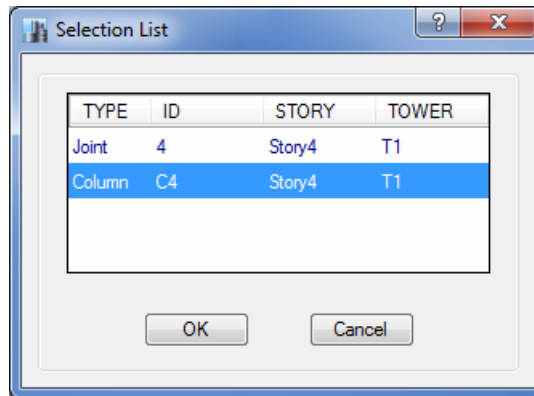 Selection List
TYPE ID STORY TOWER
Joint 4 Story4 T1
Column C4 Story4 T1
OK Cancel